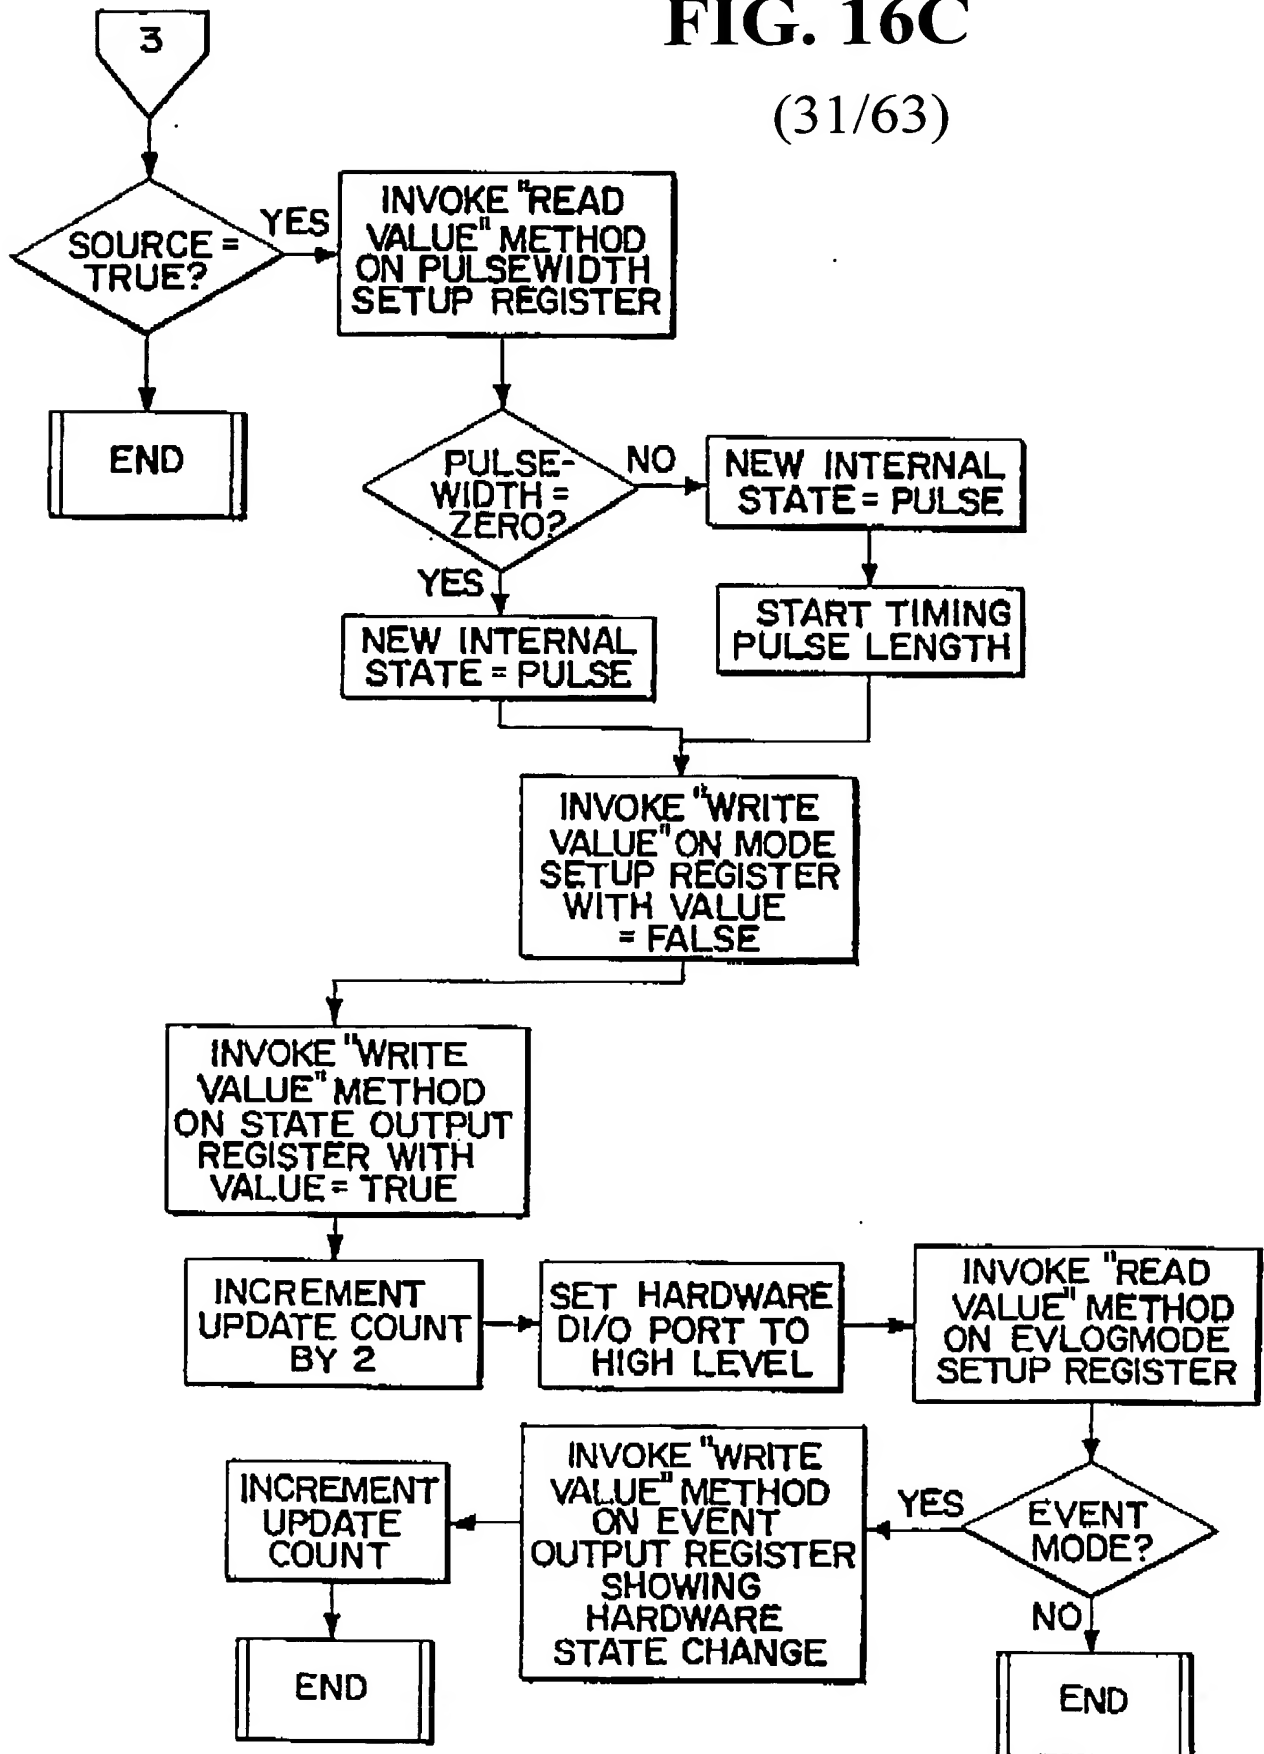 FIG. 16C
(31/63)
3
SOURCE =
TRUE?
YES
INVOKE "READ
VALUE" METHOD
ON PULSEWIDTH
SETUP REGISTER
END
PULSE-
WIDTH =
ZERO?
NO
NEW INTERNAL
STATE = PULSE
YES
START TIMING
PULSE LENGTH
NEW INTERNAL
STATE = PULSE
INVOKE "WRITE
VALUE" ON MODE
SETUP REGISTER
WITH VALUE
= FALSE
INVOKE "WRITE
VALUE" METHOD
ON STATE OUTPUT
REGISTER WITH
VALUE = TRUE
INCREMENT
UPDATE COUNT
BY 2
SET HARDWARE
DI/O PORT TO
HIGH LEVEL
INVOKE "READ
VALUE" METHOD
ON EVLOGMODE
SETUP REGISTER
EVENT
MODE?
YES
INVOKE "WRITE
VALUE" METHOD
ON EVENT
OUTPUT REGISTER
SHOWING
HARDWARE
STATE CHANGE
INCREMENT
UPDATE
COUNT
END
NO
END